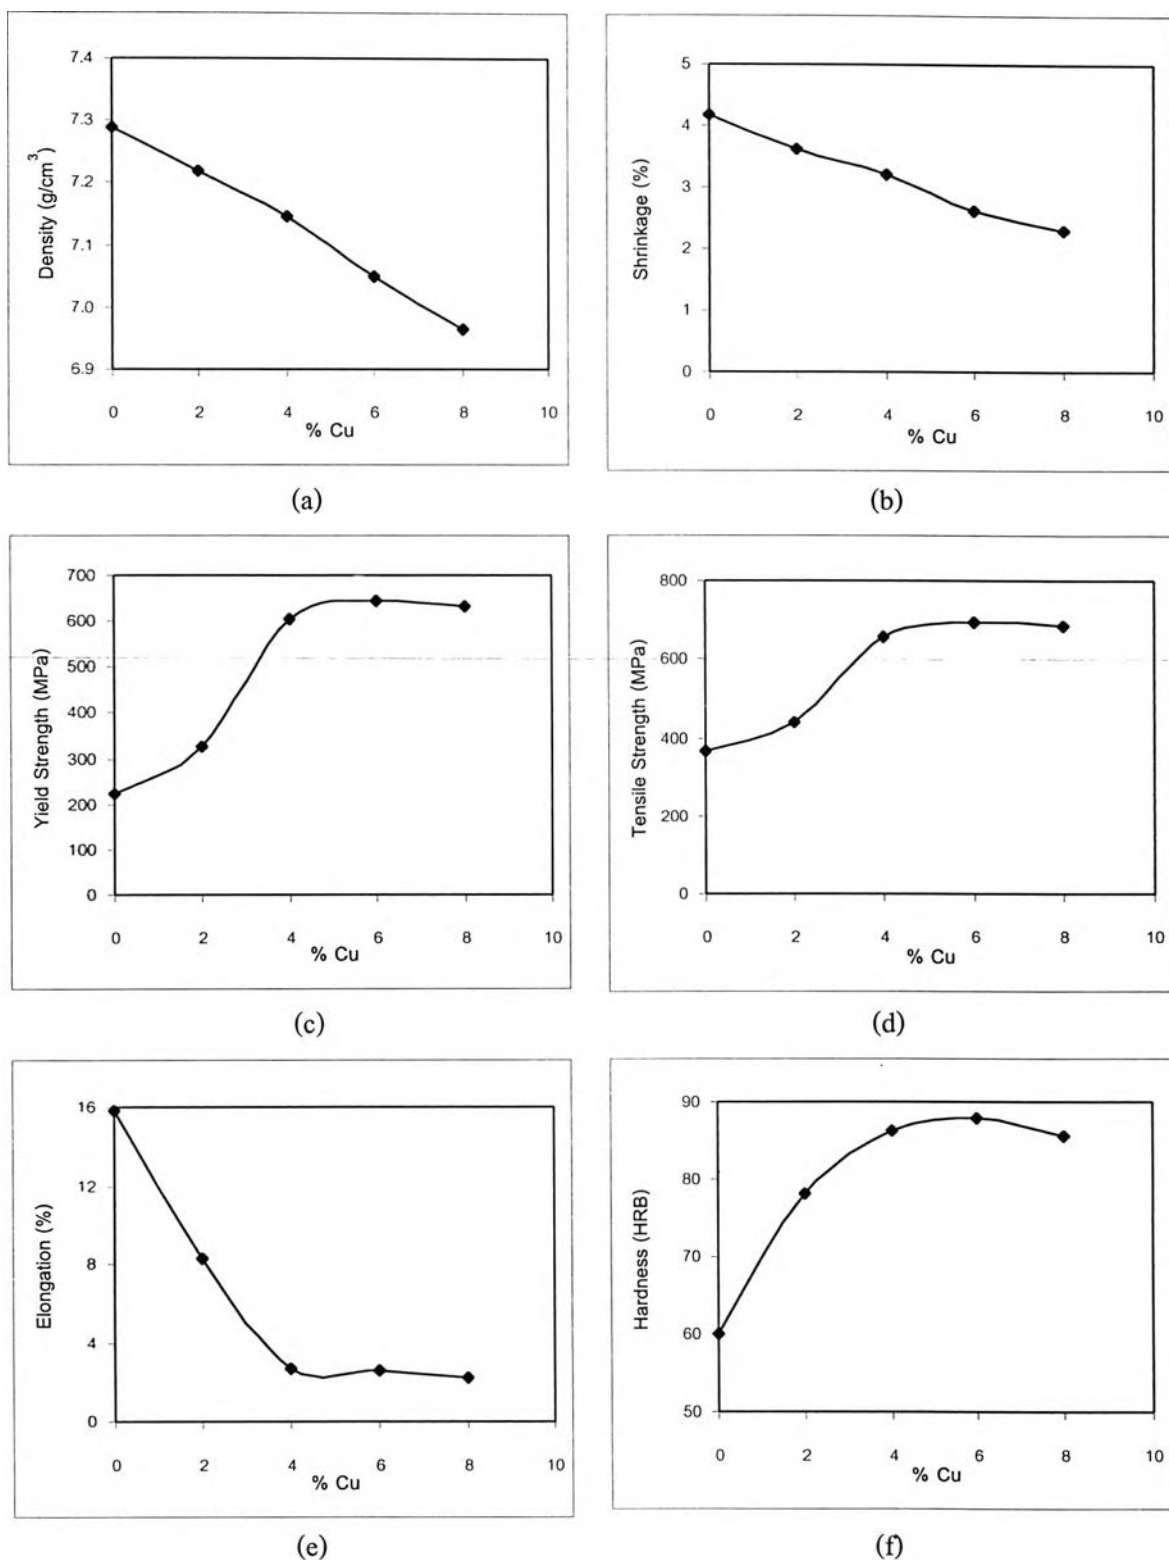 7.4
7.3
7.2
7.1
7.0
6.9
Density (g/cm³)
0 2 4 6 8 10
% Cu
(a)
5
4
3
2
1
0
Shrinkage (%)
0 2 4 6 8 10
% Cu
(b)
700
600
500
400
300
200
100
0
Yield Strength (MPa)
0 2 4 6 8 10
% Cu
(c)
800
600
400
200
0
Tensile Strength (MPa)
0 2 4 6 8 10
% Cu
(d)
16
12
8
4
0
Elongation (%)
0 2 4 6 8 10
% Cu
(e)
90
80
70
60
50
Hardness (HRB)
0 2 4 6 8 10
% Cu
(f)